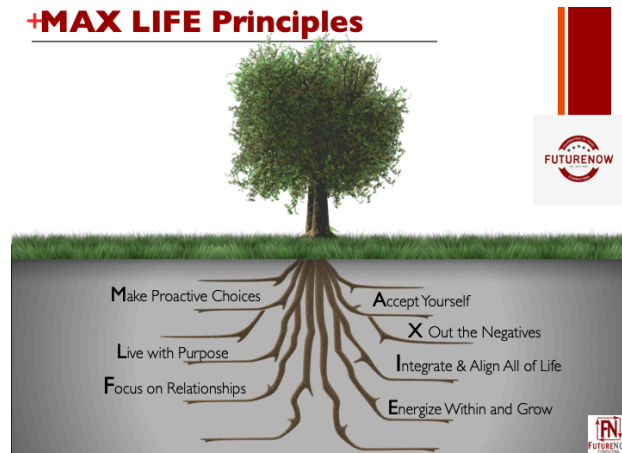 +MAX LIFE Principles
FUTURENOW
Make Proactive Choices
Accept Yourself
X Out the Negatives
Live with Purpose
Integrate & Align All of Life
Focus on Relationships
Energize Within and Grow
FN
FUTURENOW